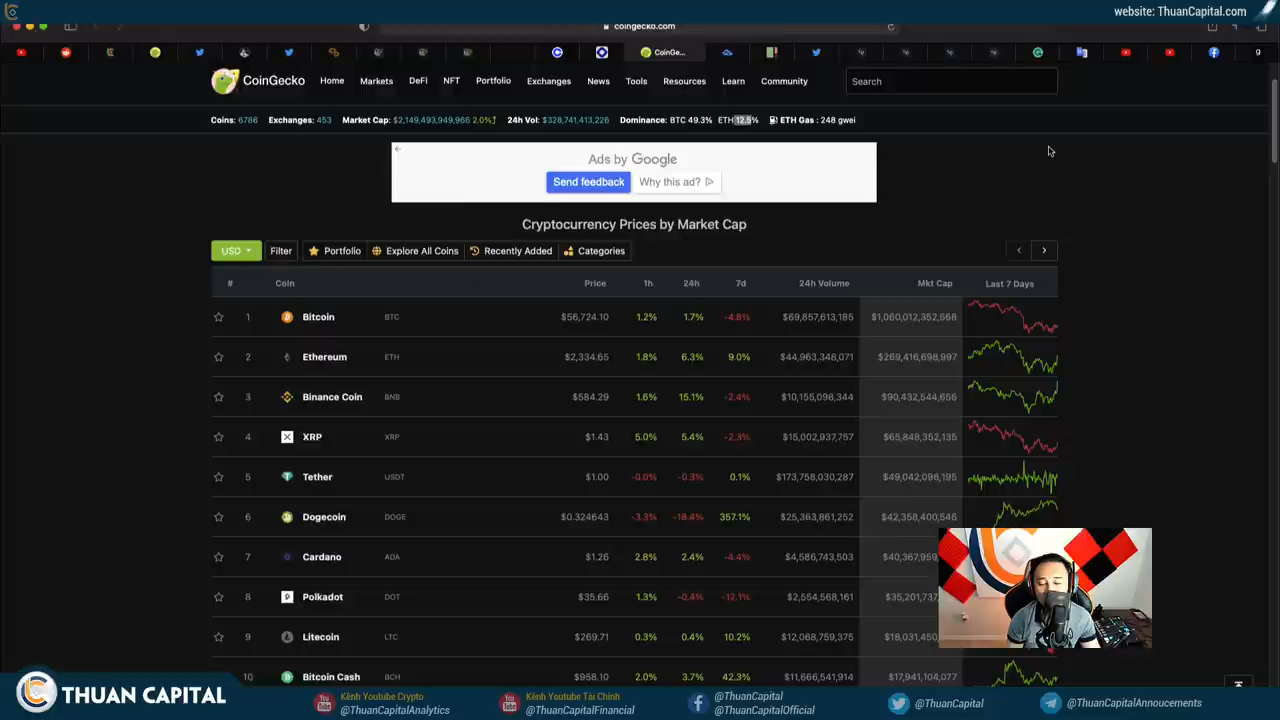 website: ThuanCapital.com
coingecko.com
CoinGe...
9
CoinGecko Home Markets DeFi NFT Portfolio Exchanges News Tools Resources Learn Community Search
Coins: 6786 Exchanges: 453 Market Cap: $2,149,493,949,966 2.0% 24h Vol: $328,741,413,226 Dominance: BTC 49.3% ETH 12.5% ETH Gas : 248 gwei
Ads by Google
Send feedback Why this ad?
Cryptocurrency Prices by Market Cap
USD Filter Portfolio Explore All Coins Recently Added Categories
# Coin Price 1h 24h 7d 24h Volume Mkt Cap Last 7 Days
1 Bitcoin BTC $56,724.10 1.2% 1.7% -4.8% $69,857,613,185 $1,060,012,352,568
2 Ethereum ETH $2,334.65 1.8% 6.3% 9.0% $44,963,348,071 $269,416,698,997
3 Binance Coin BNB $584.29 1.6% 15.1% -2.4% $10,155,098,344 $90,432,544,656
4 XRP XRP $1.43 5.0% 5.4% -2.3% $15,002,937,757 $65,848,352,135
5 Tether USDT $1.00 -0.0% -0.3% 0.1% $173,758,030,287 $49,042,096,195
6 Dogecoin DOGE $0.324643 -3.3% -18.4% 357.1% $25,363,861,252 $42,358,400,546
7 Cardano ADA $1.26 2.8% 2.4% -4.4% $4,586,743,503 $40,367,959
8 Polkadot DOT $35.66 1.3% -0.4% -12.1% $2,554,568,161 $35,201,737
9 Litecoin LTC $269.71 0.3% 0.4% 10.2% $12,068,759,375 $18,031,450
10 Bitcoin Cash BCH $958.10 2.0% 3.7% 42.3% $11,666,541,914 $17,941,104,077
THUAN CAPITAL
Kênh Youtube Crypto
@ThuanCapitalAnalytics
Kênh Youtube Tài Chính
@ThuanCapitalFinancial
@ThuanCapital
@ThuanCapitalOfficial
@ThuanCapital
@ThuanCapitalAnnoucements